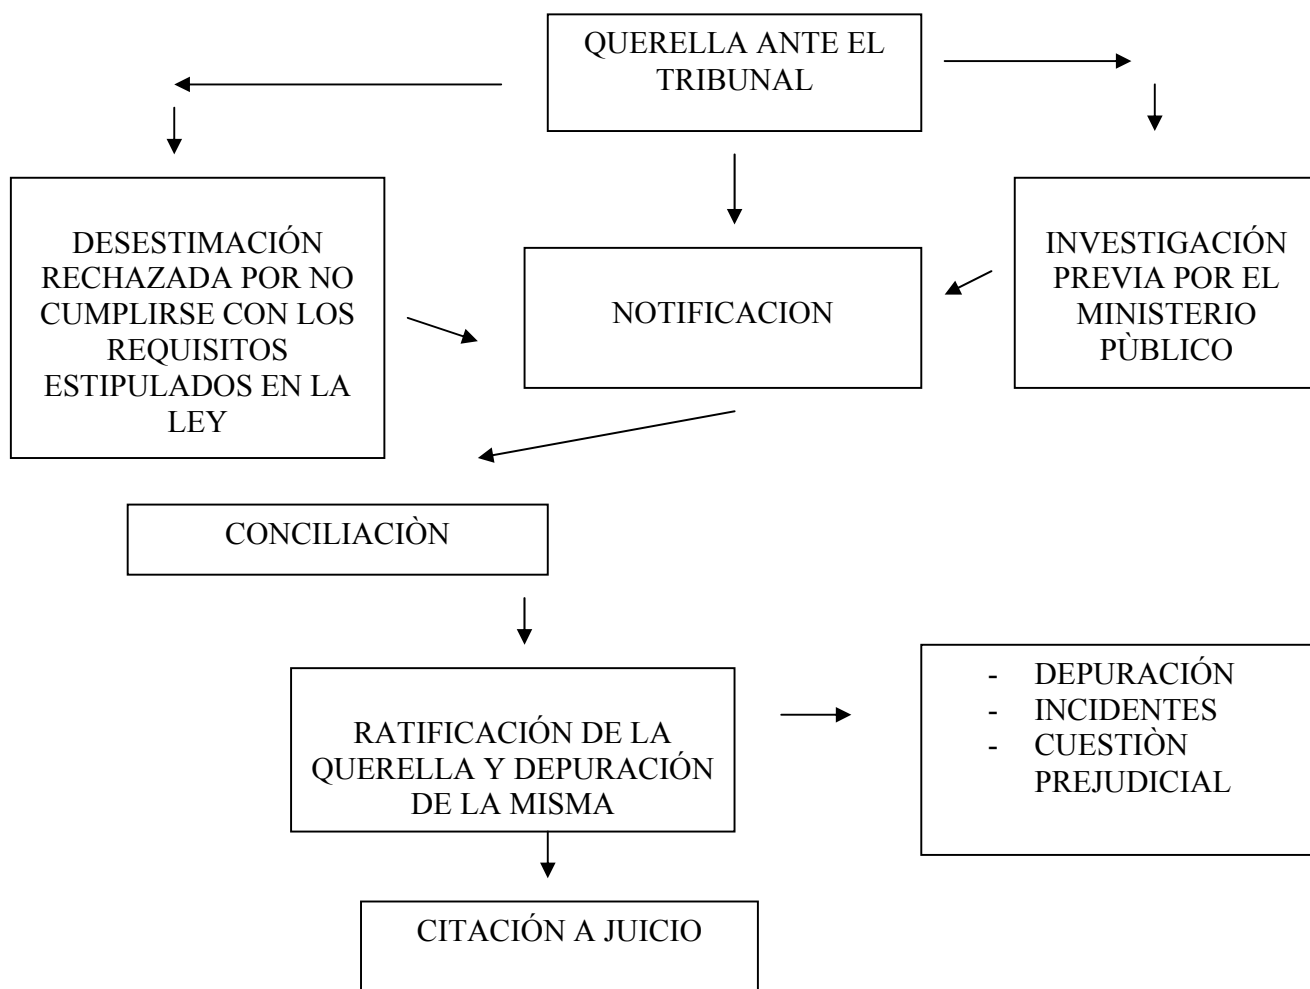 QUERELLA ANTE EL
TRIBUNAL
DESESTIMACIÓN
RECHAZADA POR NO
CUMPLIRSE CON LOS
REQUISITOS
ESTIPULADOS EN LA
LEY
NOTIFICACION
INVESTIGACIÓN
PREVIA POR EL
MINISTERIO
PÙBLICO
CONCILIACIÒN
RATIFICACIÓN DE LA
QUERELLA Y DEPURACIÓN
DE LA MISMA
- DEPURACIÓN
- INCIDENTES
- CUESTIÒN
PREJUDICIAL
CITACIÓN A JUICIO